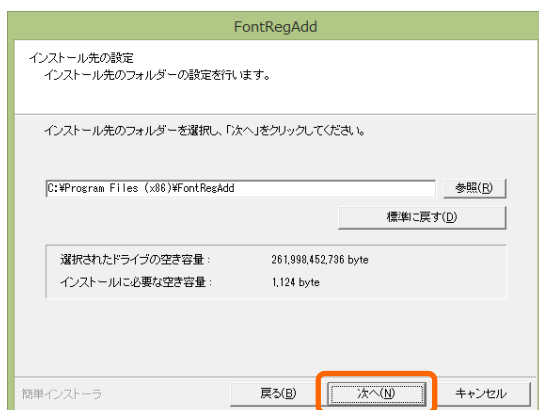 FontRegAdd
インストール先の設定
インストール先のフォルダーの設定を行います。
インストール先のフォルダーを選択し、「次へ」をクリックしてください。
C:¥Program Files (x86)¥FontRegAdd
参照(R)
標準に戻す(D)
選択されたドライブの空き容量: 261,998,452,736 byte
インストールに必要な空き容量: 1,124 byte
簡単インストーラ
戻る(B) 次へ(N) キャンセル